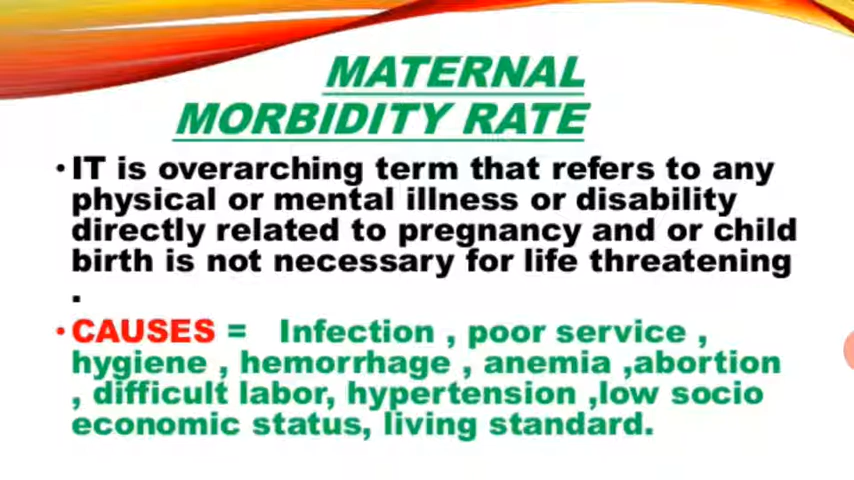 MATERNAL
MORBIDITY RATE
• IT is overarching term that refers to any
physical or mental illness or disability
directly related to pregnancy and or child
birth is not necessary for life threatening
.
• CAUSES = Infection , poor service ,
hygiene , hemorrhage , anemia ,abortion
, difficult labor, hypertension ,low socio
economic status, living standard.